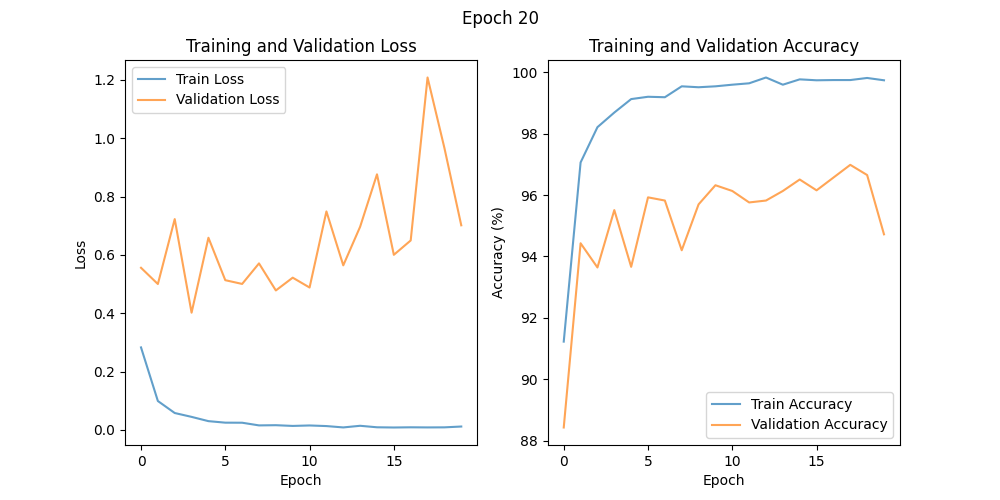 Epoch 20
Training and Validation Loss
Train Loss
Validation Loss
1.2
1.0
0.8
0.6
0.4
0.2
0.0
Loss
0
5
10
15
Epoch
Training and Validation Accuracy
100
98
96
94
92
90
88
Accuracy (%)
Train Accuracy
Validation Accuracy
0
5
10
15
Epoch